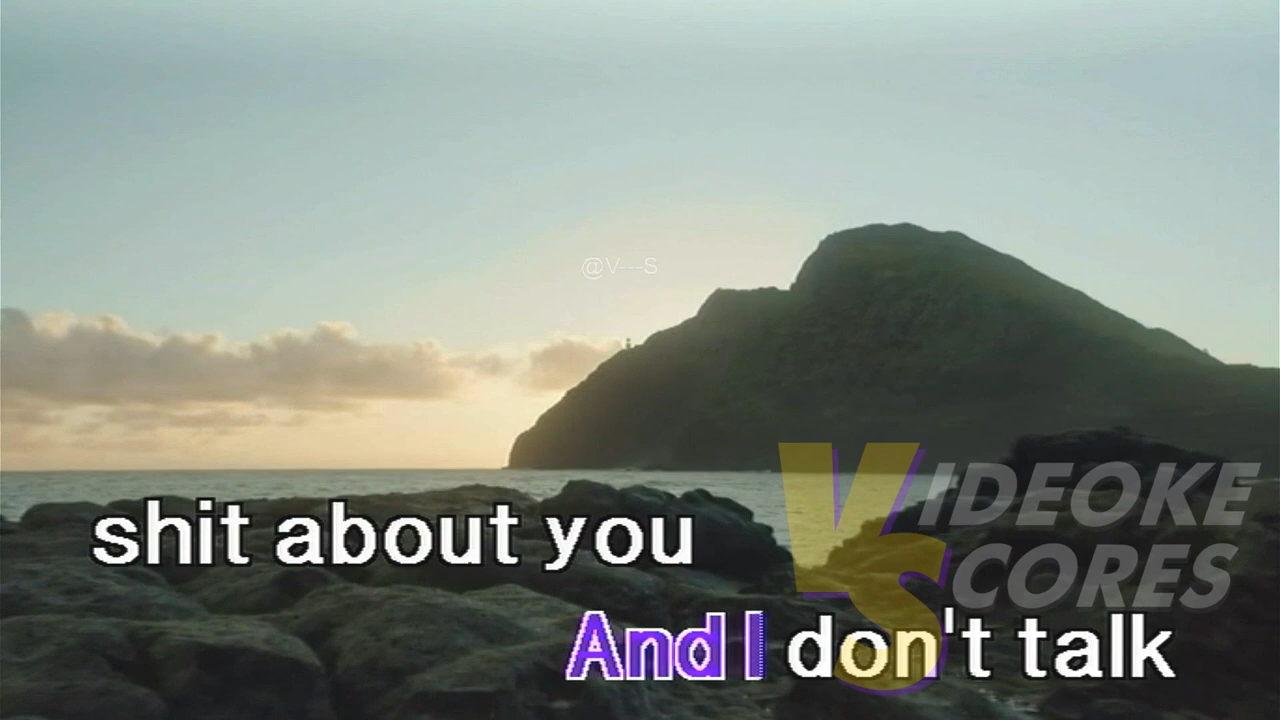 @V---S
VIDEOKE
SCORES
shit about you
And I don't talk